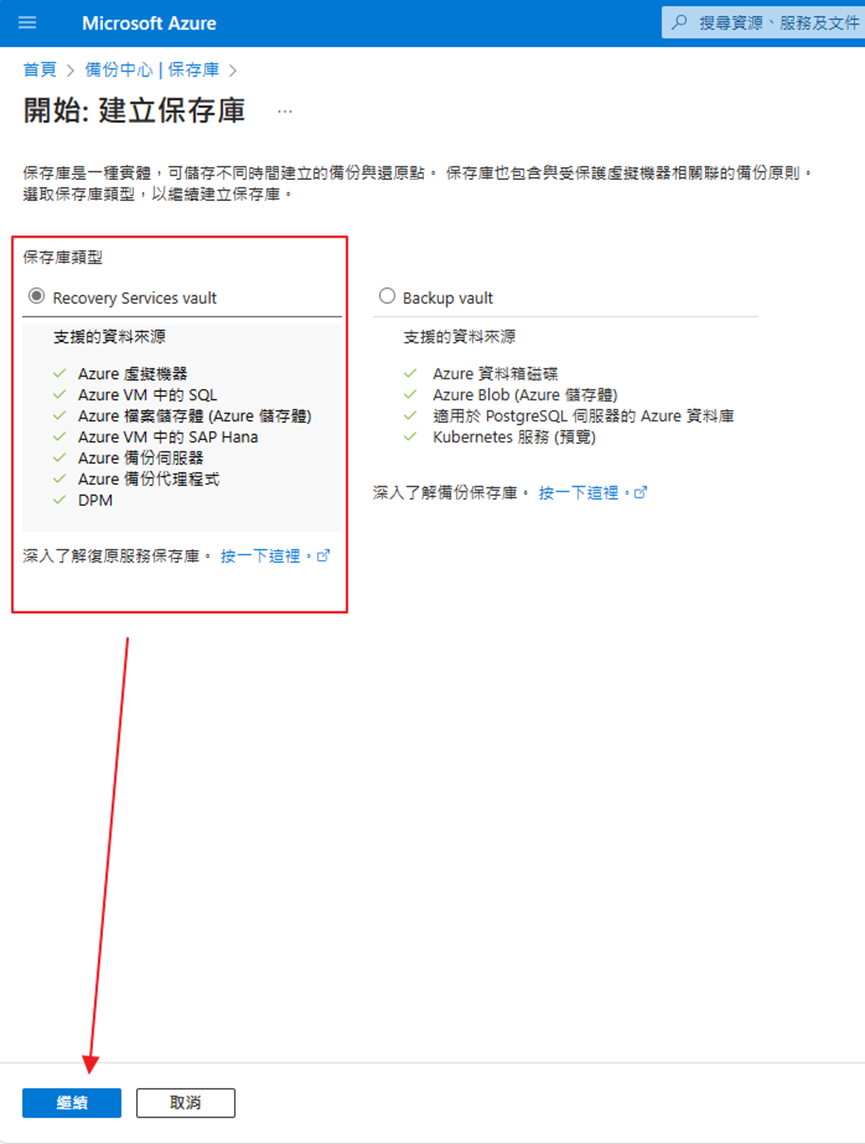 Microsoft Azure
搜尋資源、服務及文件
首頁 > 備份中心 | 保存庫 >
開始: 建立保存庫 ...
保存庫是一種實體，可儲存不同時間建立的備份與還原點。 保存庫也包含與受保護虛擬機器相關聯的備份原則。
選取保存庫類型，以繼續建立保存庫。
保存庫類型
Recovery Services vault
支援的資料來源
Azure 虛擬機器
Azure VM 中的 SQL
Azure 檔案儲存體 (Azure 儲存體)
Azure VM 中的 SAP Hana
Azure 備份伺服器
Azure 備份代理程式
DPM
深入了解復原服務保存庫。 按一下這裡。
Backup vault
支援的資料來源
Azure 資料箱磁碟
Azure Blob (Azure 儲存體)
適用於 PostgreSQL 伺服器的 Azure 資料庫
Kubernetes 服務 (預覽)
深入了解備份保存庫。 按一下這裡。
繼續
取消